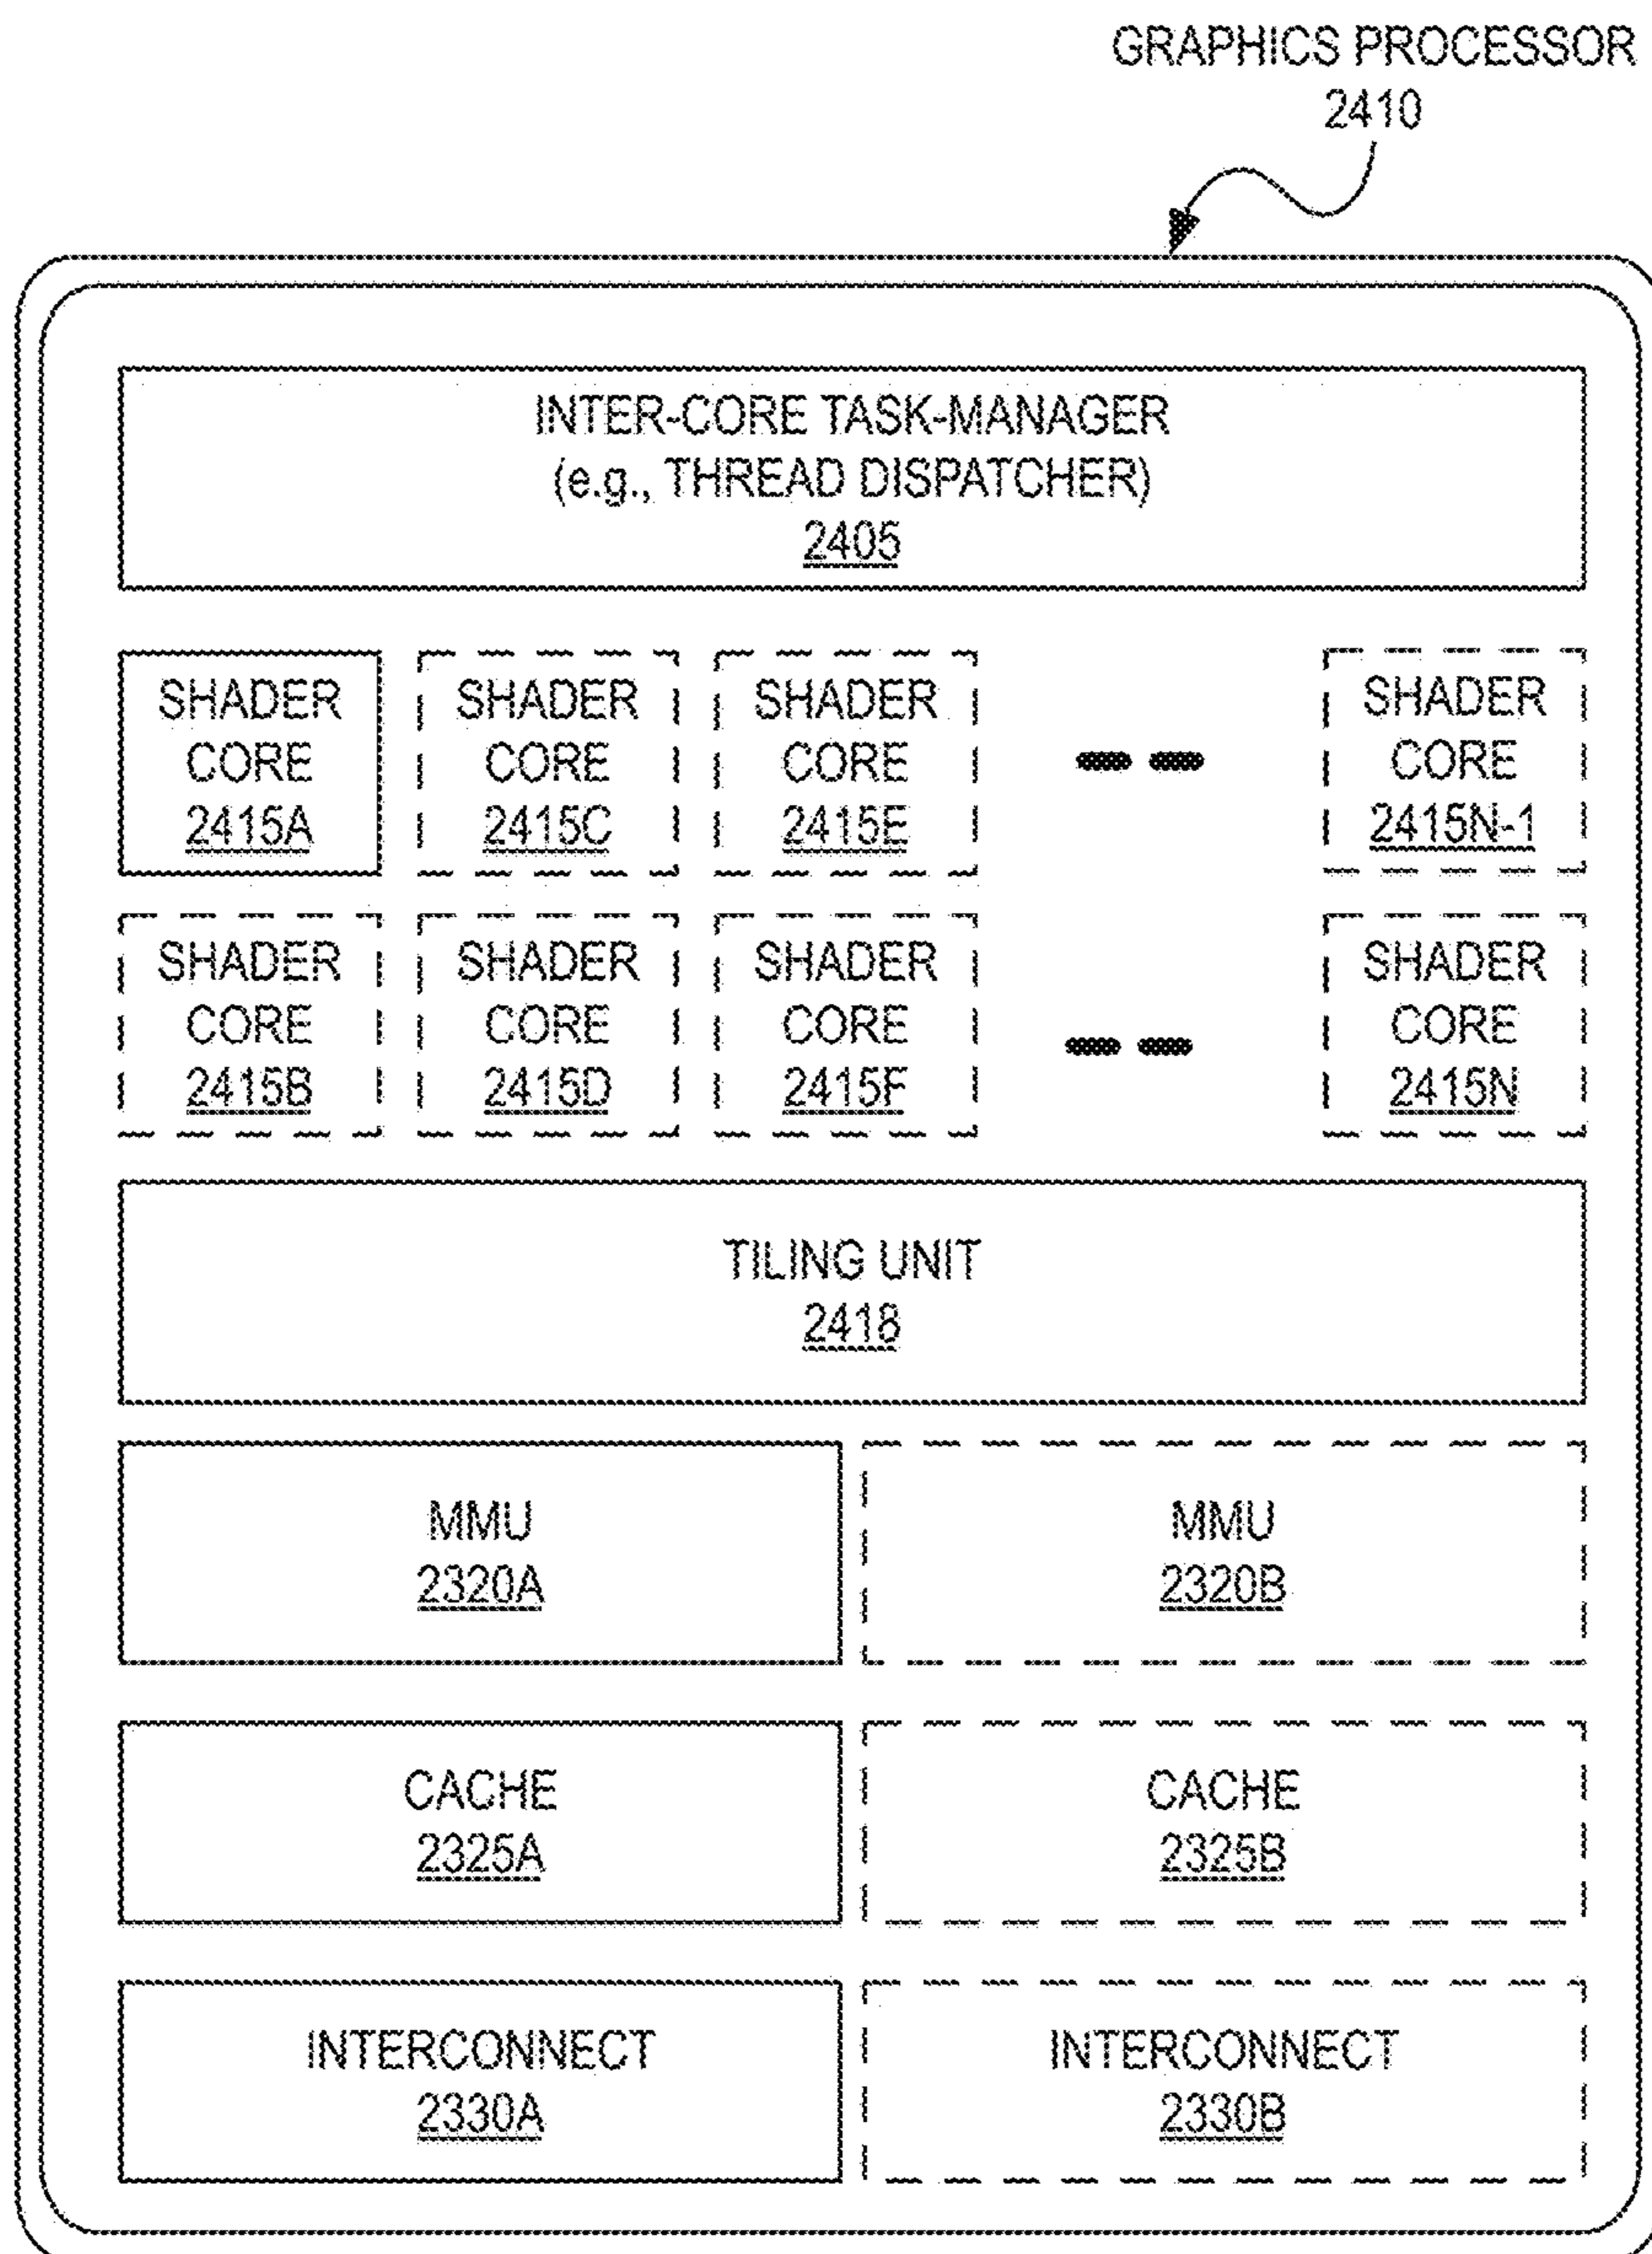 GRAPHICS PROCESSOR
2410
INTER-CORE TASK-MANAGER
(e.g., THREAD DISPATCHER)
2405
SHADER
CORE
2415A
SHADER
CORE
2415C
SHADER
CORE
2415E
SHADER
CORE
2415N-1
SHADER
CORE
2415B
SHADER
CORE
2415D
SHADER
CORE
2415F
SHADER
CORE
2415N
TILING UNIT
2418
MMU
2320A
MMU
2320B
CACHE
2325A
CACHE
2325B
INTERCONNECT
2330A
INTERCONNECT
2330B